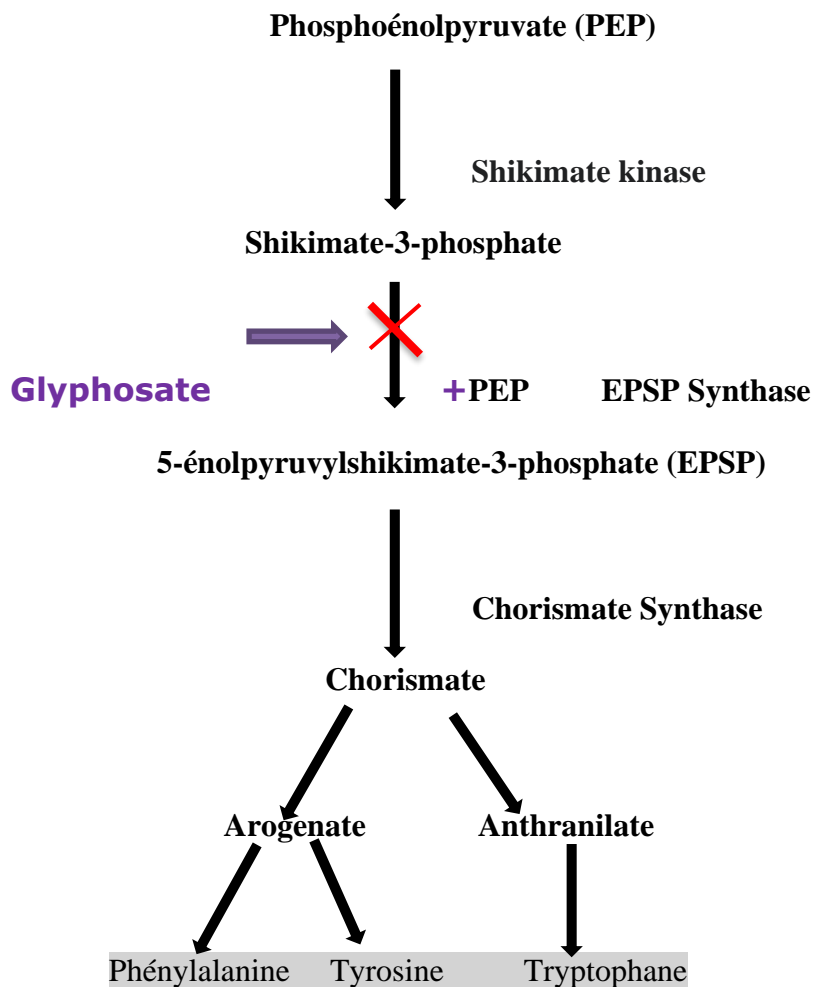 Phosphoénolpyruvate (PEP)
Shikimate kinase
Shikimate-3-phosphate
Glyphosate +PEP EPSP Synthase
5-énolpyruvylshikimate-3-phosphate (EPSP)
Chorismate Synthase
Chorismate
Arogenate Anthranilate
Phénylalanine Tyrosine Tryptophane